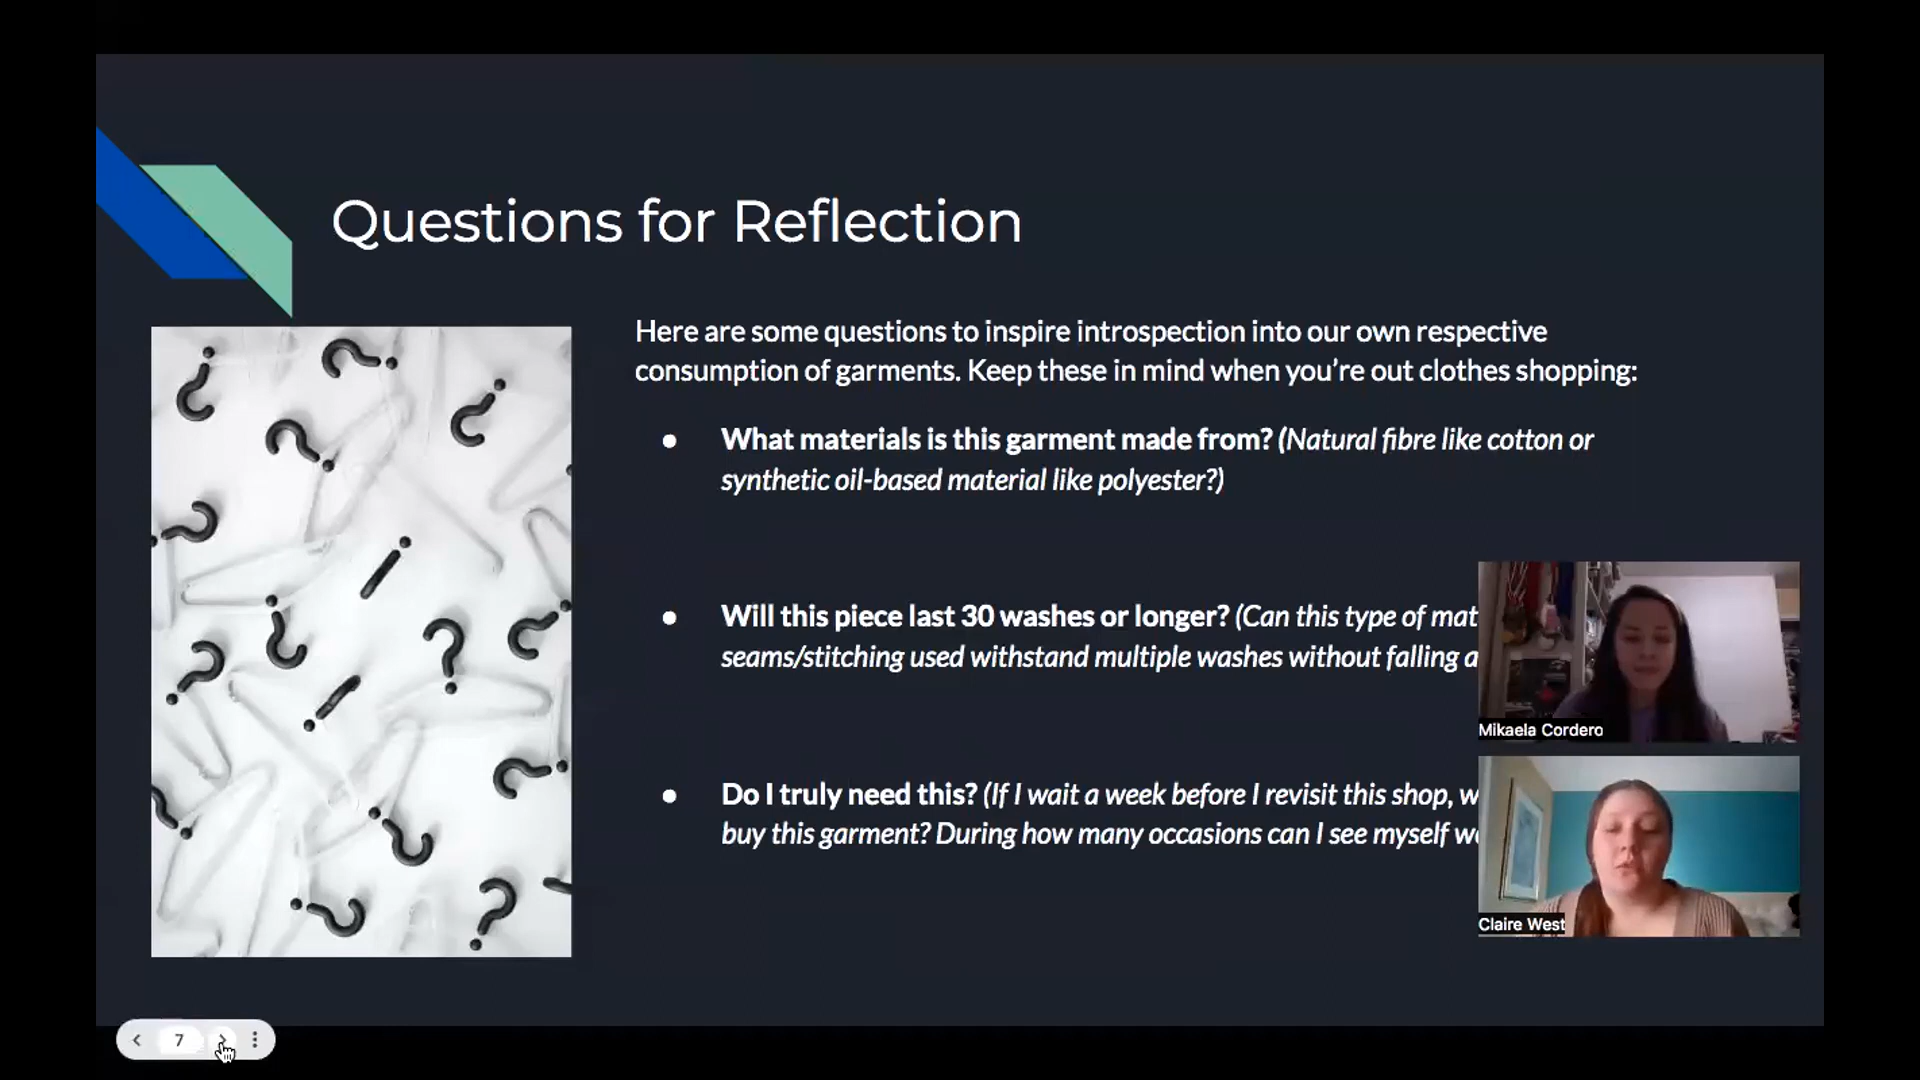 Questions for Reflection
Here are some questions to inspire introspection into our own respective
consumption of garments. Keep these in mind when you're out clothes shopping:
● What materials is this garment made from? (Natural fibre like cotton or
synthetic oil-based material like polyester?)
● Will this piece last 30 washes or longer? (Can this type of mat
seams/stitching used withstand multiple washes without falling a
● Do I truly need this? (If I wait a week before I revisit this shop, w
buy this garment? During how many occasions can I see myself we
Mikaela Cordero
Claire West
7